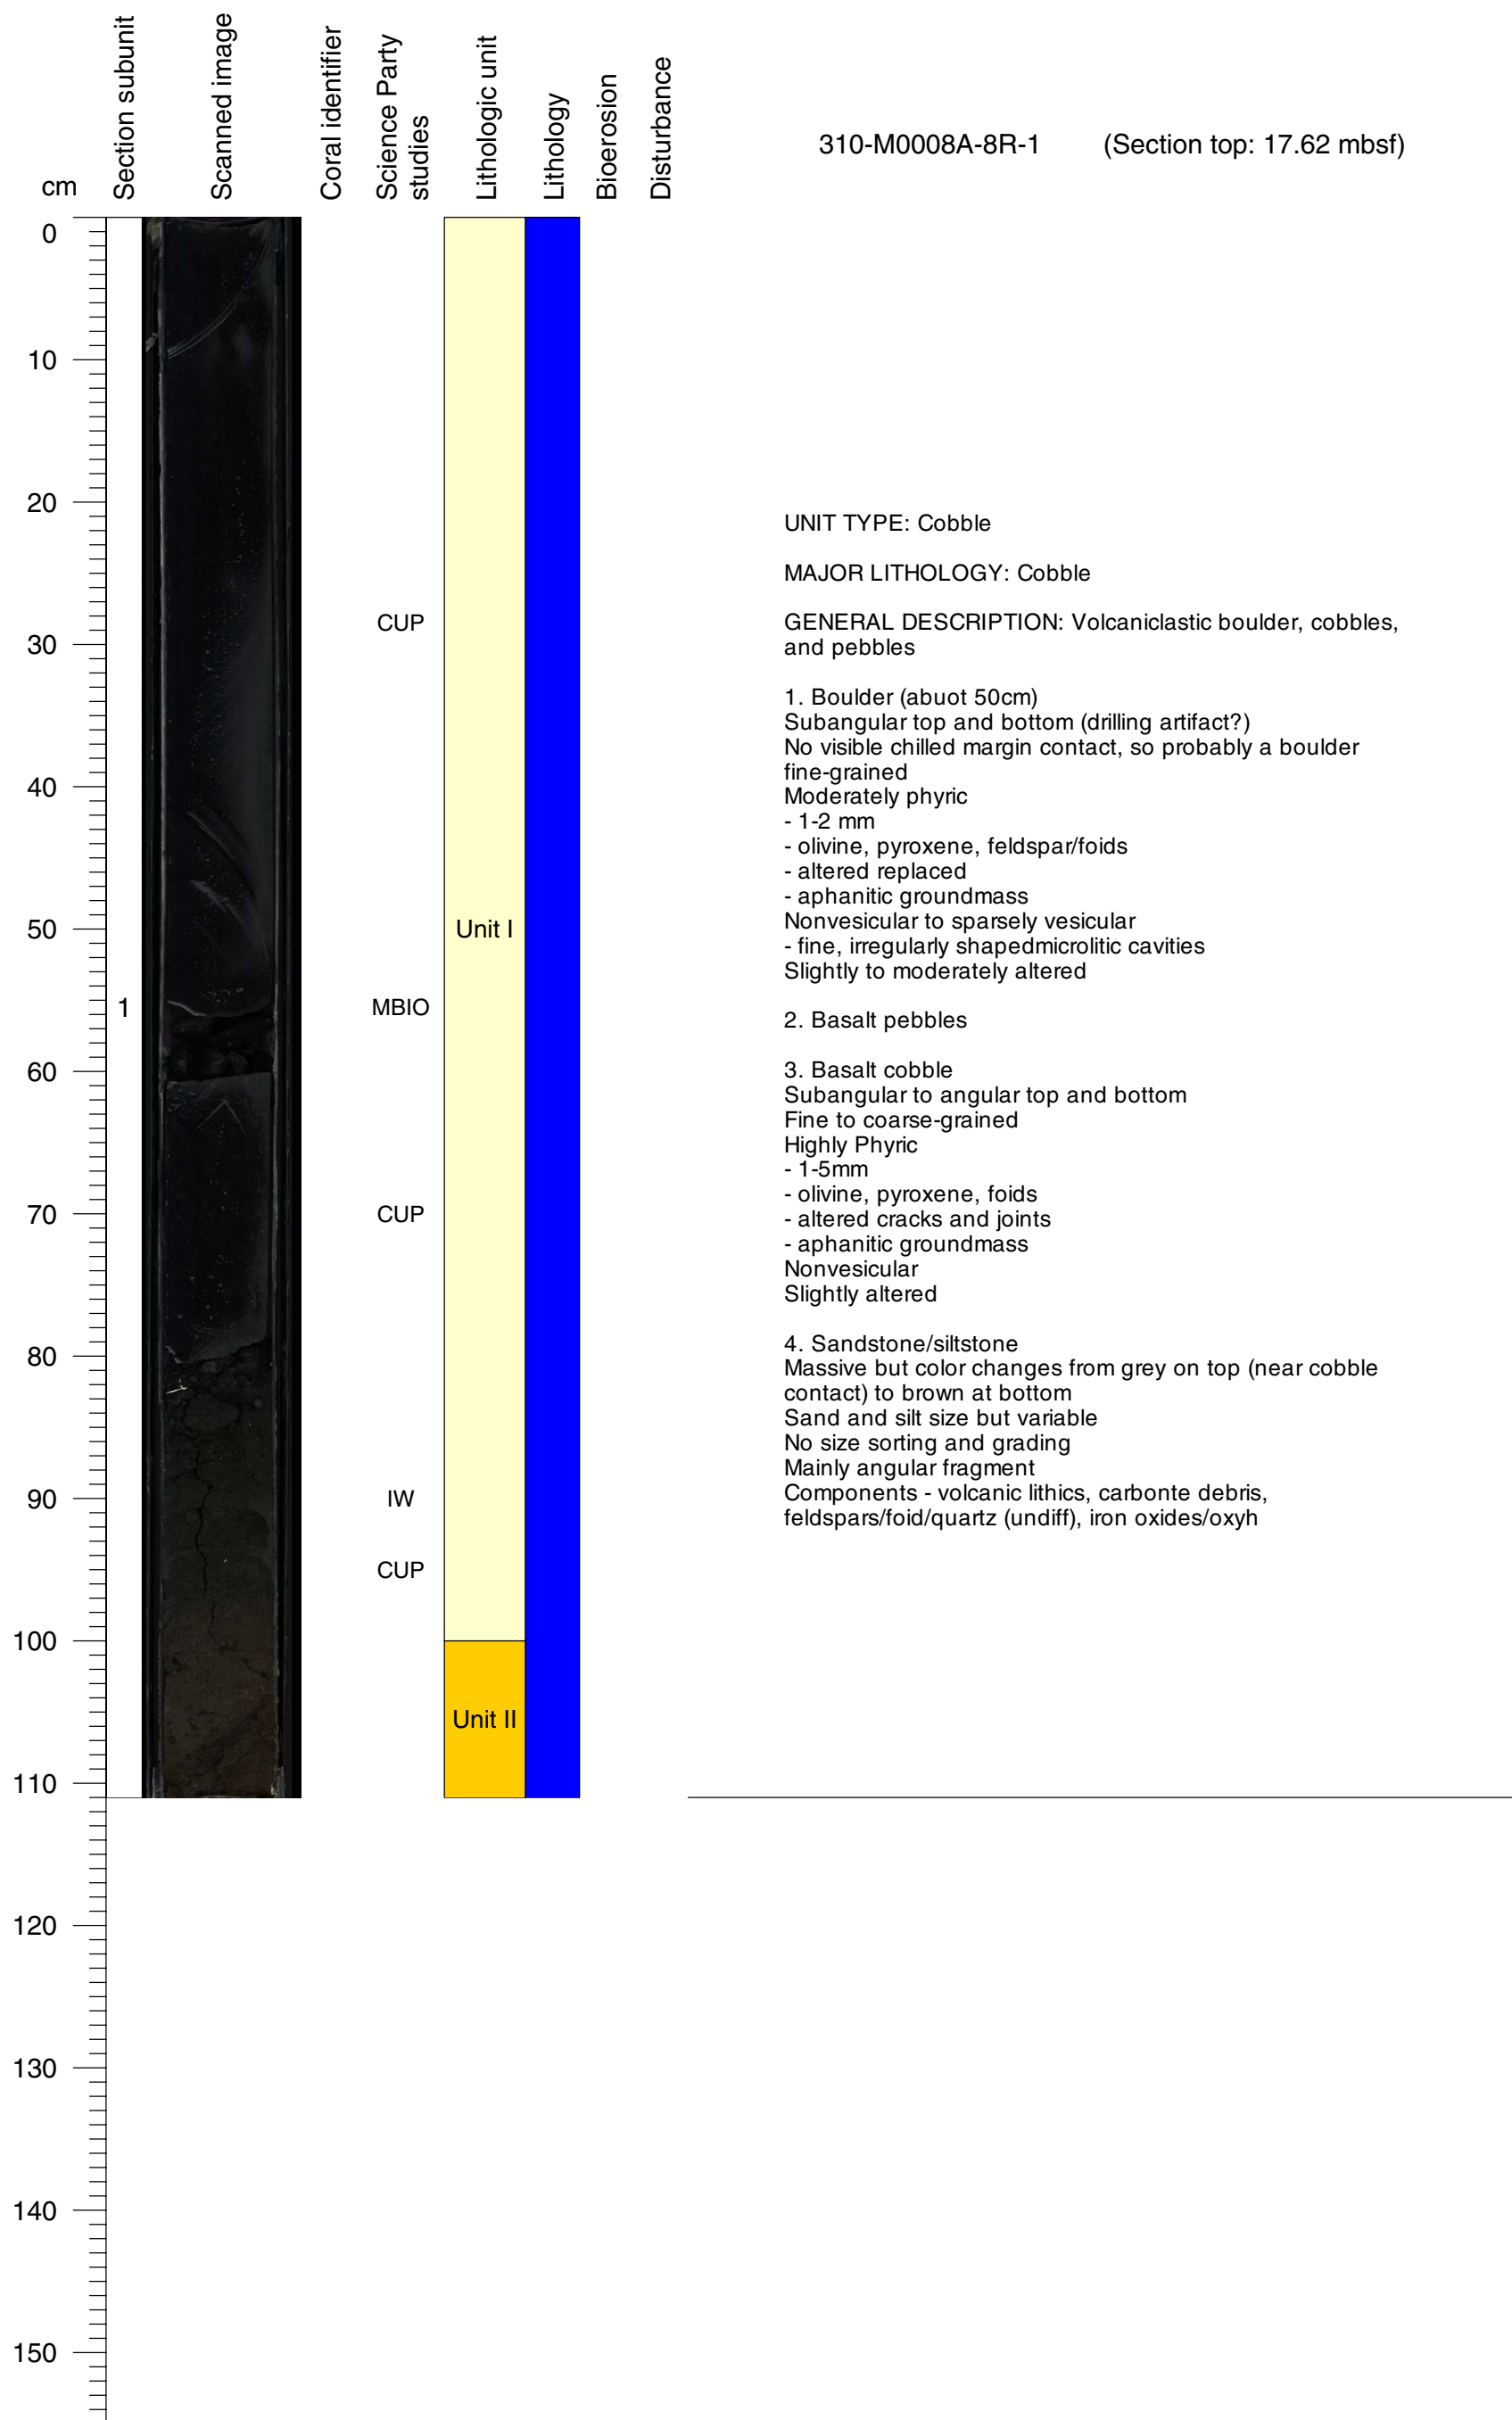 cm
Section subunit
Scanned image
Coral identifier
Science Party
studies
Lithologic unit
Lithology
Bioerosion
Disturbance
310-M0008A-8R-1 (Section top: 17.62 mbsf)
0
10
20
30
40
50
60
70
80
90
100
110
120
130
140
150
1
CUP
MBIO
CUP
IW
CUP
Unit I
Unit II
UNIT TYPE: Cobble
MAJOR LITHOLOGY: Cobble
GENERAL DESCRIPTION: Volcaniclastic boulder, cobbles,
and pebbles
1. Boulder (abuot 50cm)
Subangular top and bottom (drilling artifact?)
No visible chilled margin contact, so probably a boulder
fine-grained
Moderately phyric
- 1-2 mm
- olivine, pyroxene, feldspar/foids
- altered replaced
- aphanitic groundmass
Nonvesicular to sparsely vesicular
- fine, irregularly shapedmicrolitic cavities
Slightly to moderately altered
2. Basalt pebbles
3. Basalt cobble
Subangular to angular top and bottom
Fine to coarse-grained
Highly Phyric
- 1-5mm
- olivine, pyroxene, foids
- altered cracks and joints
- aphanitic groundmass
Nonvesicular
Slightly altered
4. Sandstone/siltstone
Massive but color changes from grey on top (near cobble
contact) to brown at bottom
Sand and silt size but variable
No size sorting and grading
Mainly angular fragment
Components - volcanic lithics, carbonte debris,
feldspars/foid/quartz (undiff), iron oxides/oxyh